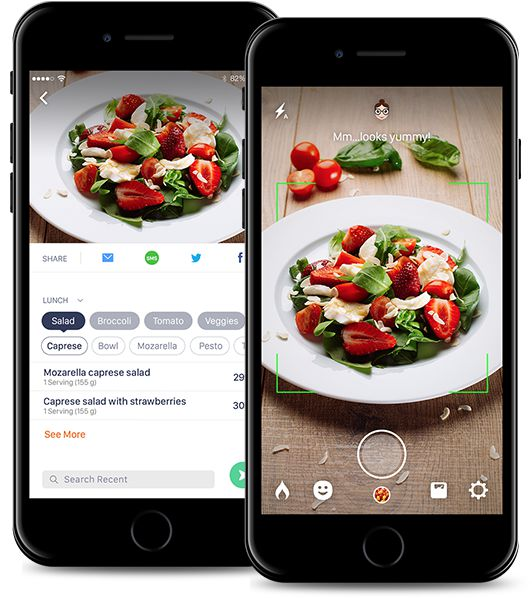 82%
SHARE
SMS
LUNCH
Salad Broccoli Tomato Veggies
Caprese Bowl Mozarella Pesto
Mozarella caprese salad
1 Serving (155 g)
29
Caprese salad with strawberries
1 Serving (155 g)
30
See More
Search Recent
A
Mm...looks yummy!